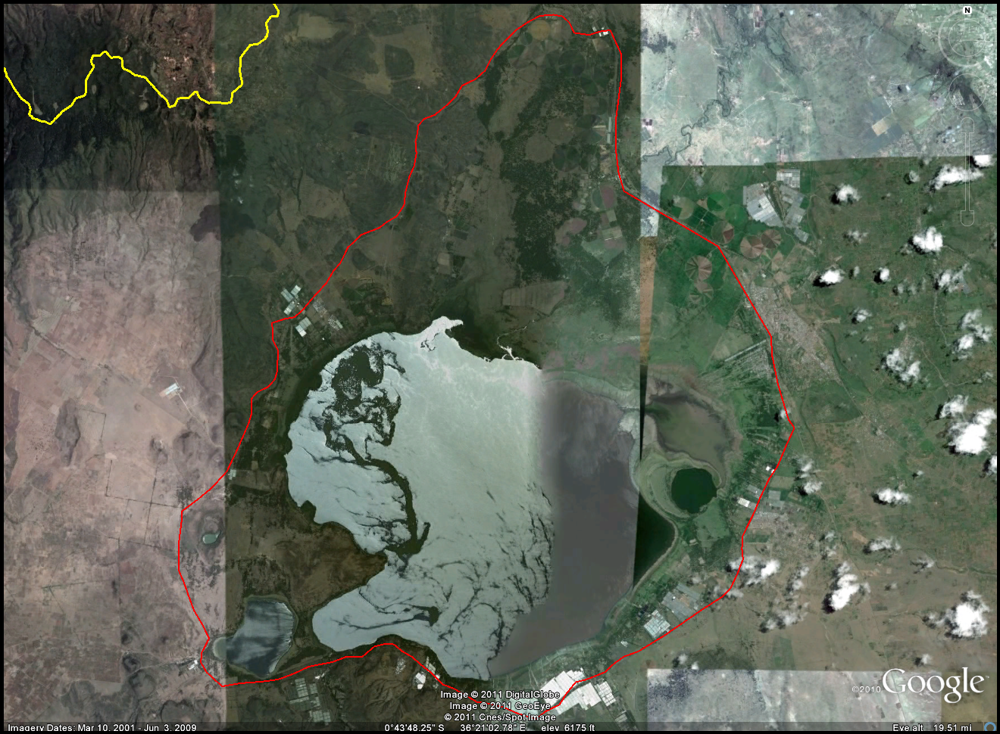 N
Image © 2011 DigitalGlobe
Image © 2011 GeoEye
© 2011 Cnes/Spot Image
©2010 Google
Imagery Dates: Mar 10, 2001 - Jun 3, 2009 0°43'48.25" S 36°21'02.78" E elev 6175 ft Eye alt 19.51 mi